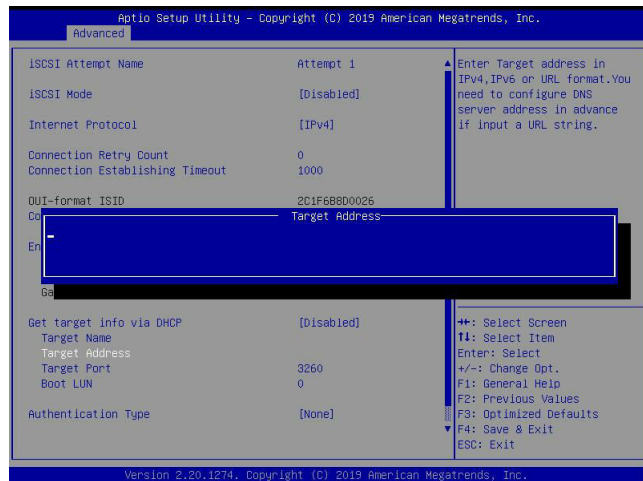 Aptio Setup Utility - Copyright (C) 2019 American Megatrends, Inc.
Advanced
iSCSI Attempt Name Attempt 1
iSCSI Mode [Disabled]
Internet Protocol [IPv4]
Connection Retry Count 0
Connection Establishing Timeout 1000
OUI-format ISID 2C1F6B8D0026
Co
Target Address
En
Ga
Get target info via DHCP [Disabled]
Target Name
Target Address
Target Port 3260
Boot LUN 0
Authentication Type [None]
Enter Target address in
IPv4,IPv6 or URL format.You
need to configure DNS
server address in advance
if input a URL string.
→←: Select Screen
↑↓: Select Item
Enter: Select
+/-: Change Opt.
F1: General Help
F2: Previous Values
F3: Optimized Defaults
F4: Save & Exit
ESC: Exit
Version 2.20.1274. Copyright (C) 2019 American Megatrends, Inc.